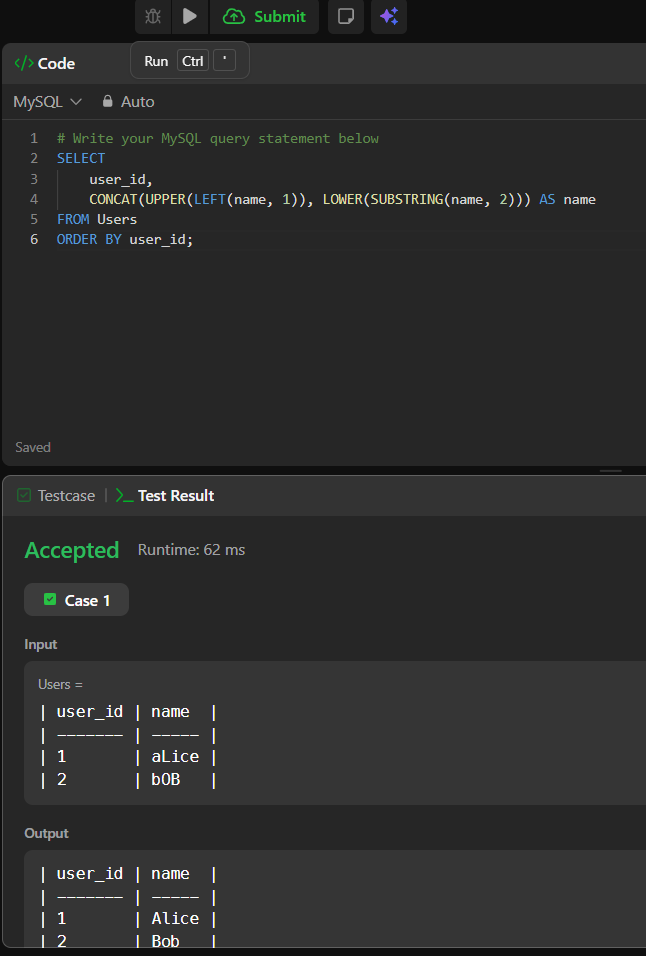 Submit
</> Code
Run Ctrl '
MySQL Auto
1 # Write your MySQL query statement below
2 SELECT
3 user_id,
4 CONCAT(UPPER(LEFT(name, 1)), LOWER(SUBSTRING(name, 2))) AS name
5 FROM Users
6 ORDER BY user_id;
Saved
Testcase | >_ Test Result
Accepted Runtime: 62 ms
Case 1
Input
Users =
| user_id | name  |
| ------- | ----- |
| 1       | aLice |
| 2       | bOB   |
Output
| user_id | name  |
| ------- | ----- |
| 1       | Alice |
| 2       | Bob   |